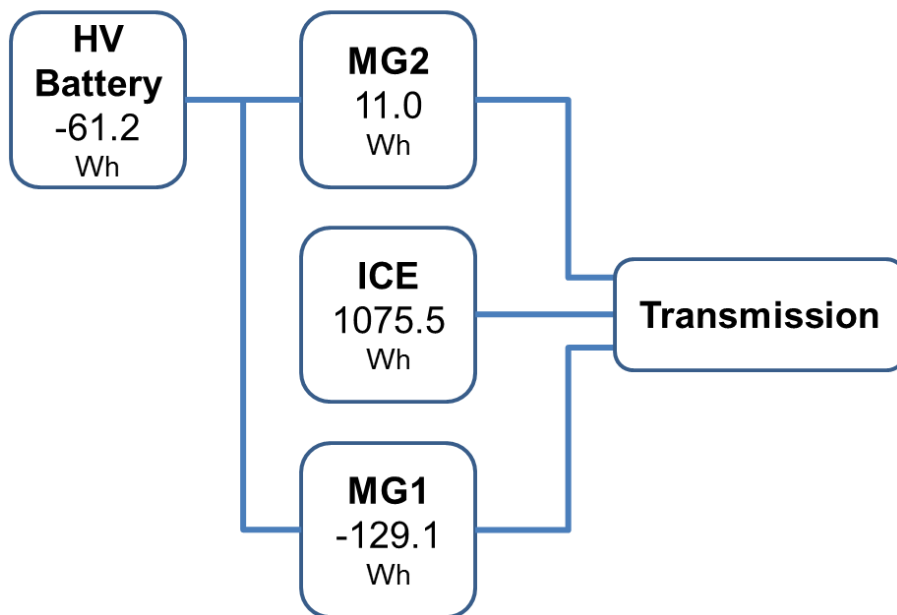 HV
Battery
-61.2
Wh
MG2
11.0
Wh
ICE
1075.5
Wh
Transmission
MG1
-129.1
Wh